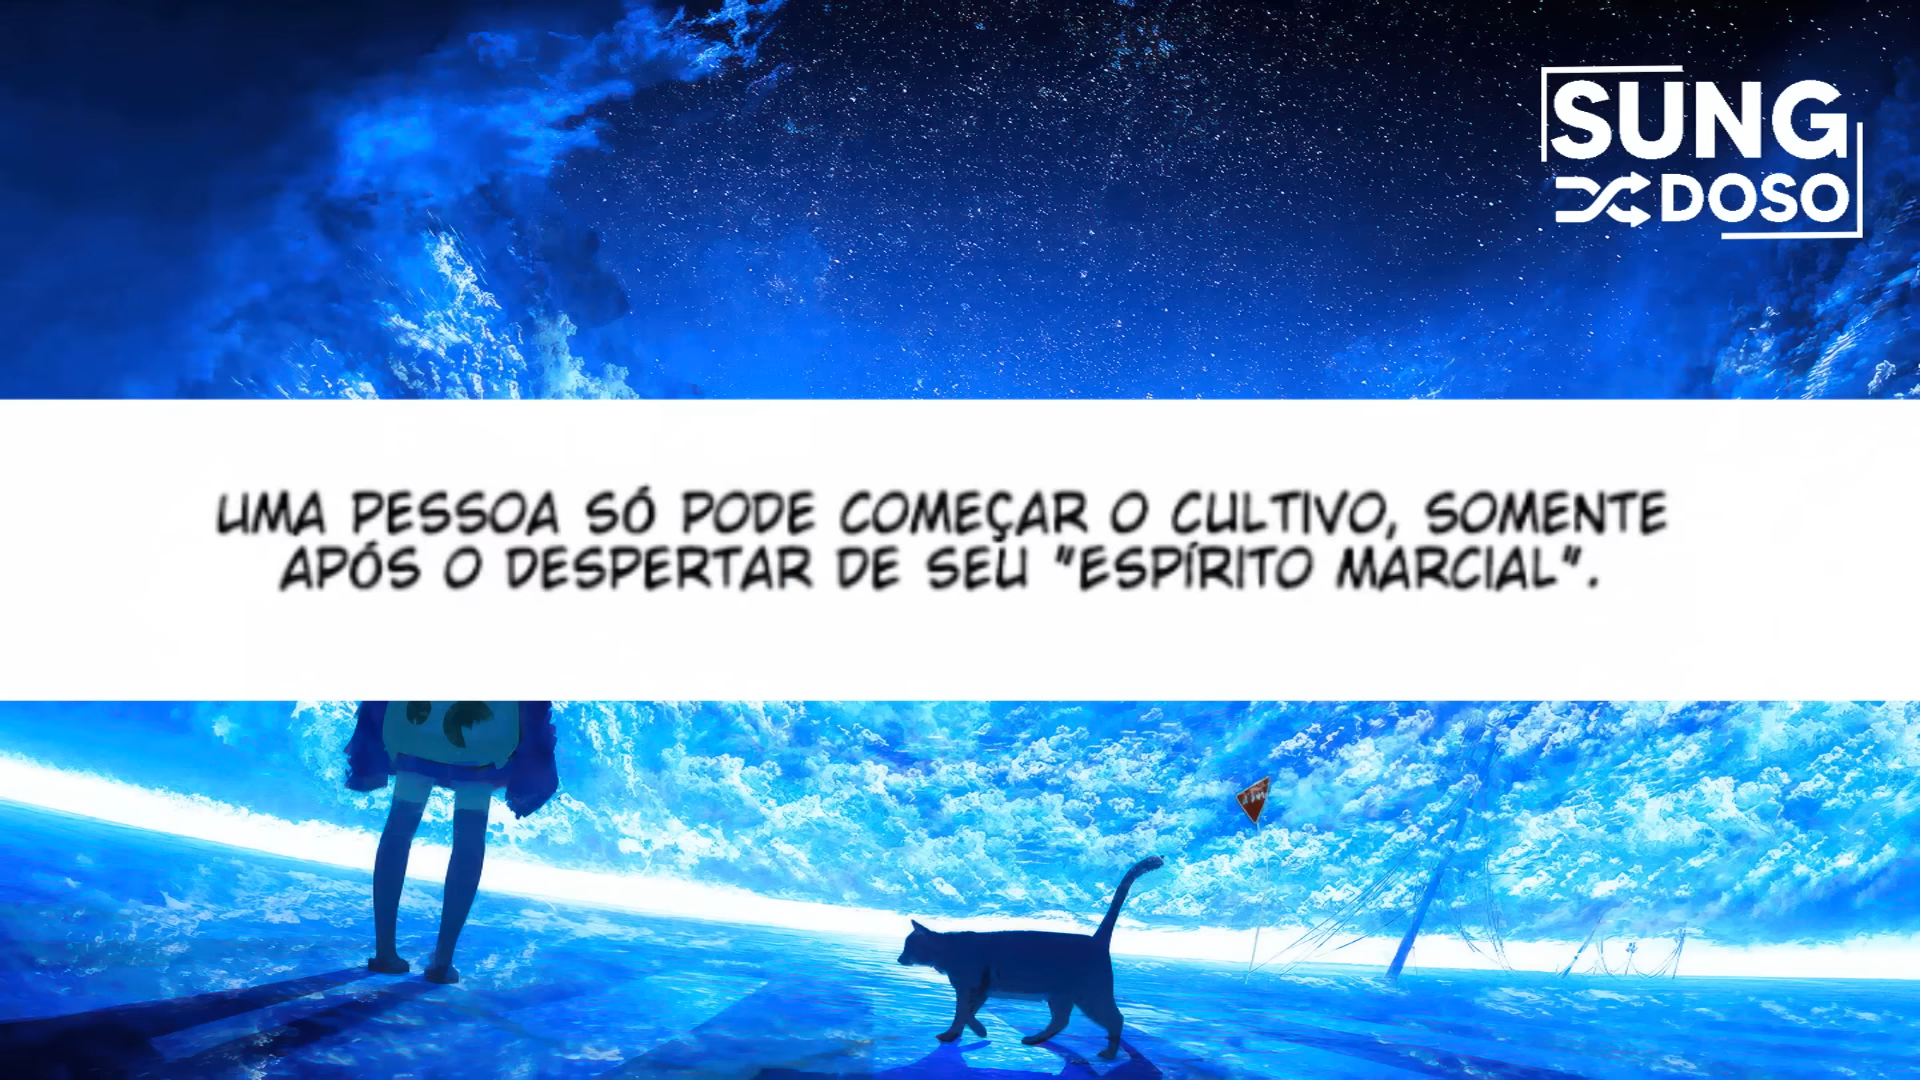 SUNG
DOSO
UMA PESSOA SÓ PODE COMEÇAR O CULTIVO, SOMENTE
APÓS O DESPERTAR DE SEU "ESPÍRITO MARCIAL".